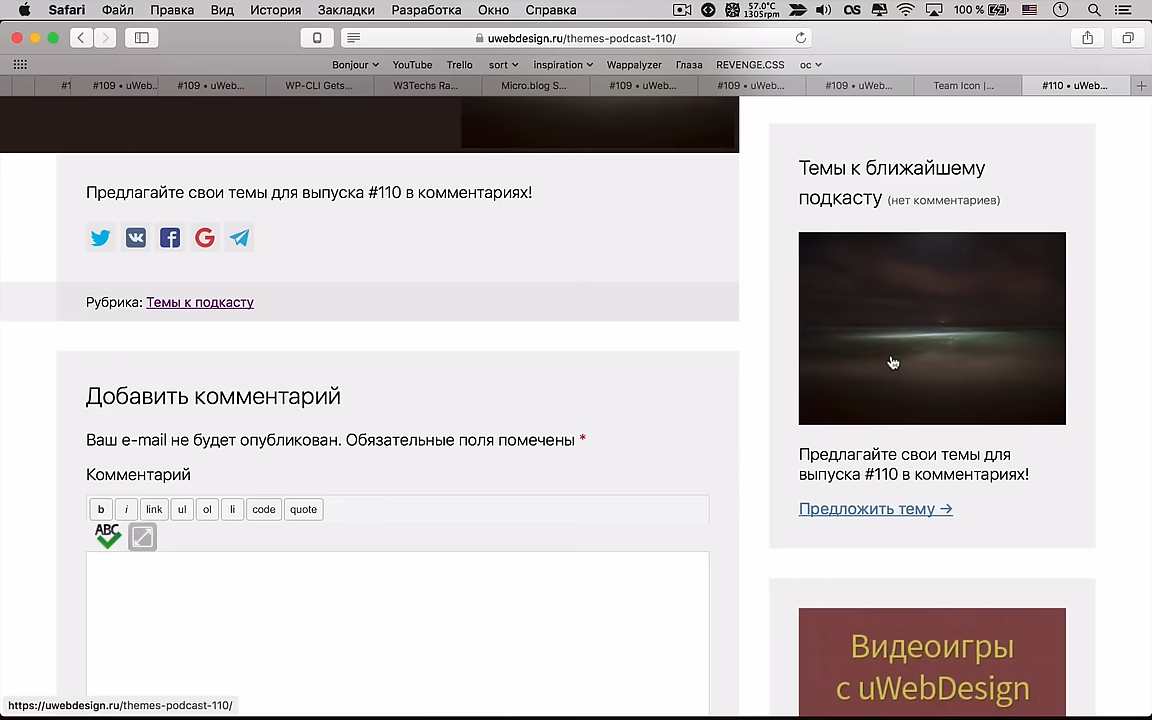 Safari Файл Правка Вид История Закладки Разработка Окно Справка 57.0°C 1305rpm 100 %
uwebdesign.ru/themes-podcast-110/
Bonjour YouTube Trello sort inspiration Wappalyzer Глаза REVENGE.CSS ос
#1 #109 • uWeb... #109 • uWeb... WP-CLI Gets... W3Techs Ra... Micro.blog S... #109 • uWeb... #109 • uWeb... #109 • uWeb... Team Icon |... #110 • uWeb...
Предлагайте свои темы для выпуска #110 в комментариях!
Рубрика: Темы к подкасту
Добавить комментарий
Ваш e-mail не будет опубликован. Обязательные поля помечены *
Комментарий
b i link ul ol li code quote
ABC
Темы к ближайшему
подкасту (нет комментариев)
Предлагайте свои темы для
выпуска #110 в комментариях!
Предложить тему →
Видеоигры
с uWebDesign
https://uwebdesign.ru/themes-podcast-110/